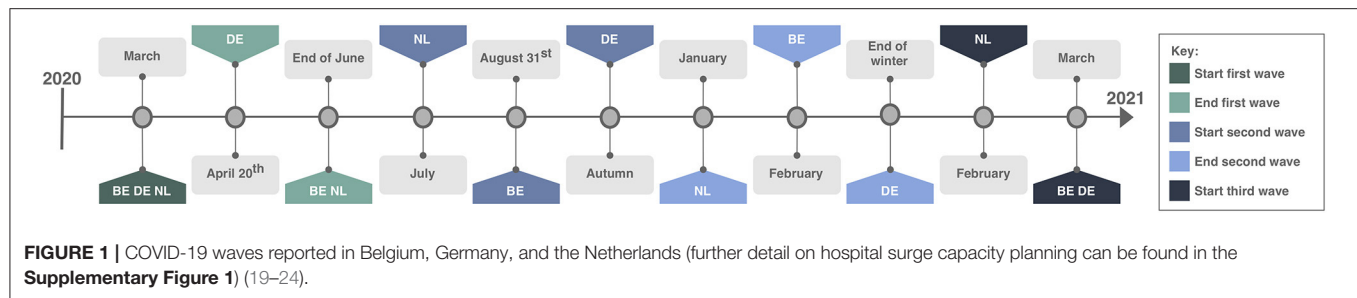 DE
NL
DE
BE
NL
March
End of June
August 31st
January
End of
winter
March
2020
2021
BE DE NL
April 20th
BE NL
July
BE
Autumn
NL
February
DE
February
BE DE
Key:
Start first wave
End first wave
Start second wave
End second wave
Start third wave
FIGURE 1 | COVID-19 waves reported in Belgium, Germany, and the Netherlands (further detail on hospital surge capacity planning can be found in the
Supplementary Figure 1) (19–24).